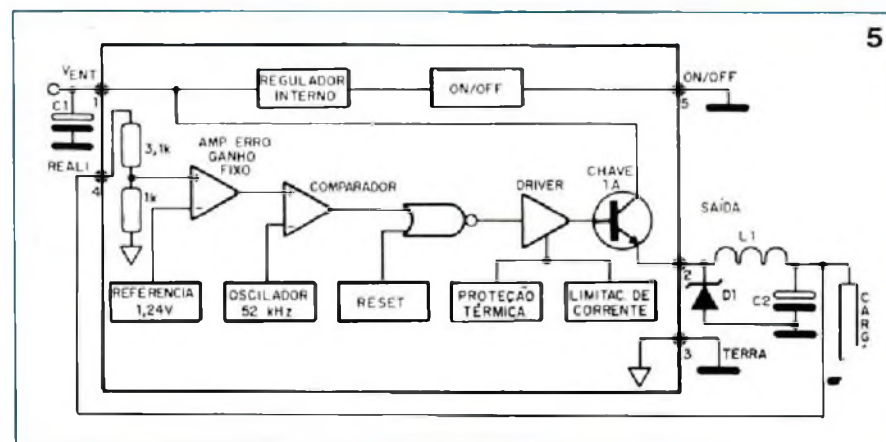 5
VENT
C1
1
REGULADOR
INTERNO
ON/OFF
ON/OFF
5
3,1k
REALI
4
1k
AMP ERRO
GANHO
FIXO
COMPARADOR
DRIVER
CHAVE
1A
SAÍDA
L1
2
D1
C2
REFERENCIA
1,24V
OSCILADOR
52 kHz
RESET
PROTEÇÃO
TÉRMICA
LIMITAC. DE
CORRENTE
3
TERRA